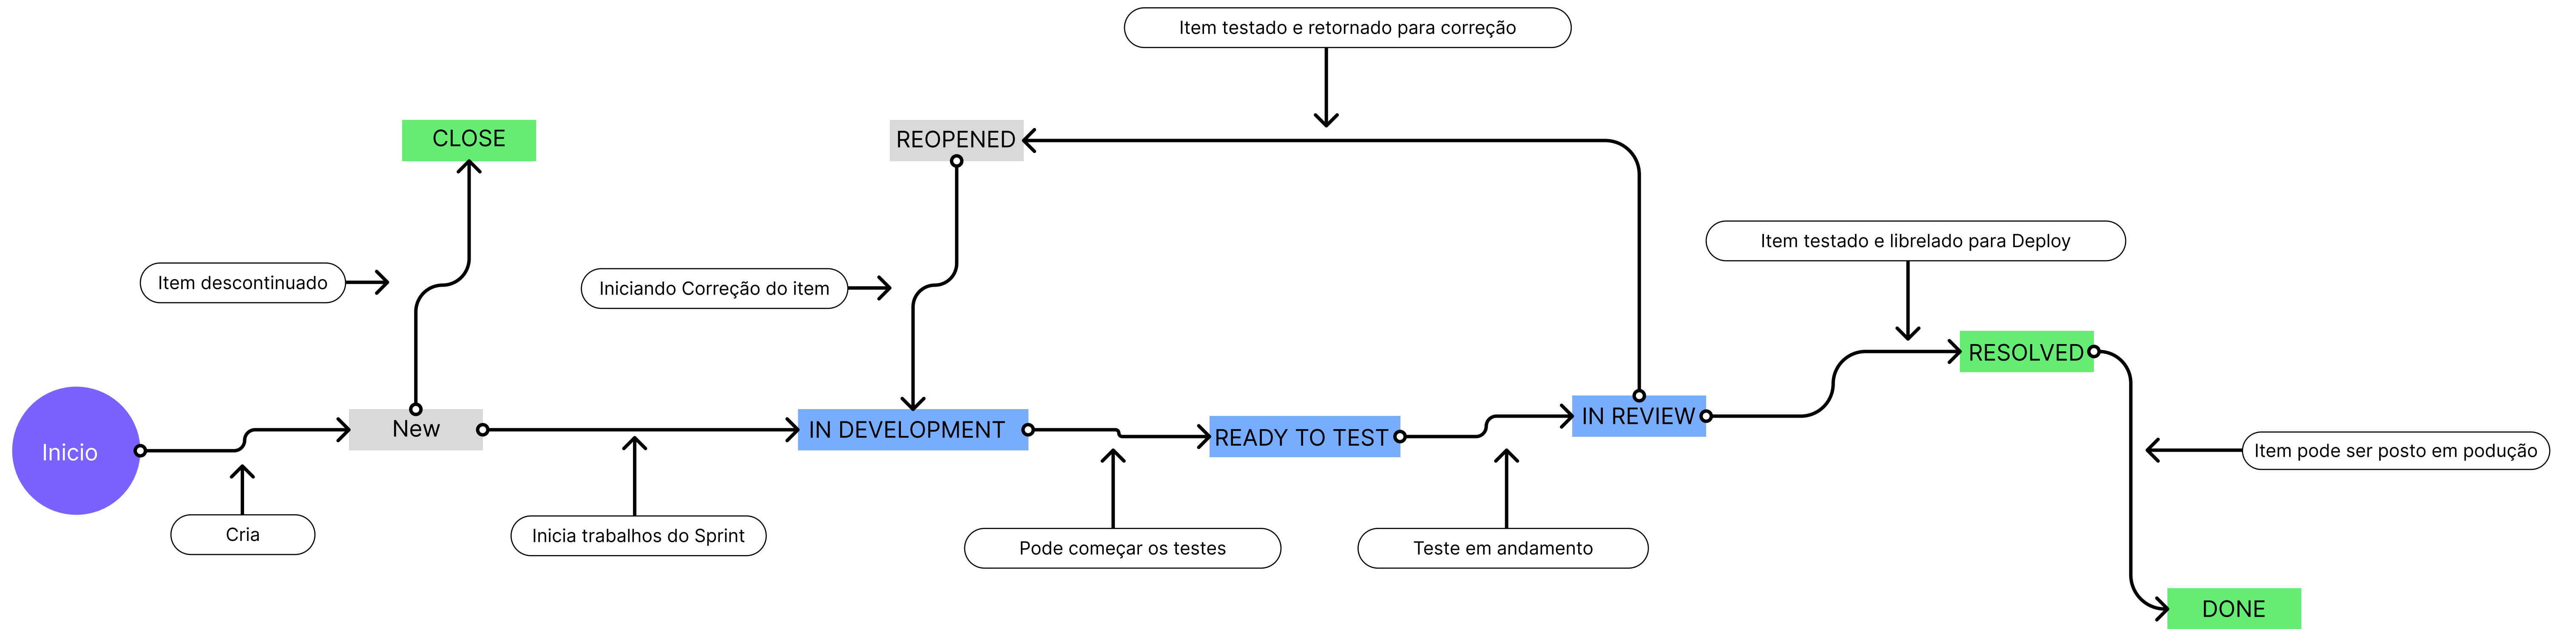 Item testado e retornado para correção
CLOSE
REOPENED
Item testado e librelado para Deploy
Item descontinuado
Iniciando Correção do item
RESOLVED
Inicio
New
IN DEVELOPMENT
READY TO TEST
IN REVIEW
Item pode ser posto em podução
Cria
Inicia trabalhos do Sprint
Pode começar os testes
Teste em andamento
DONE